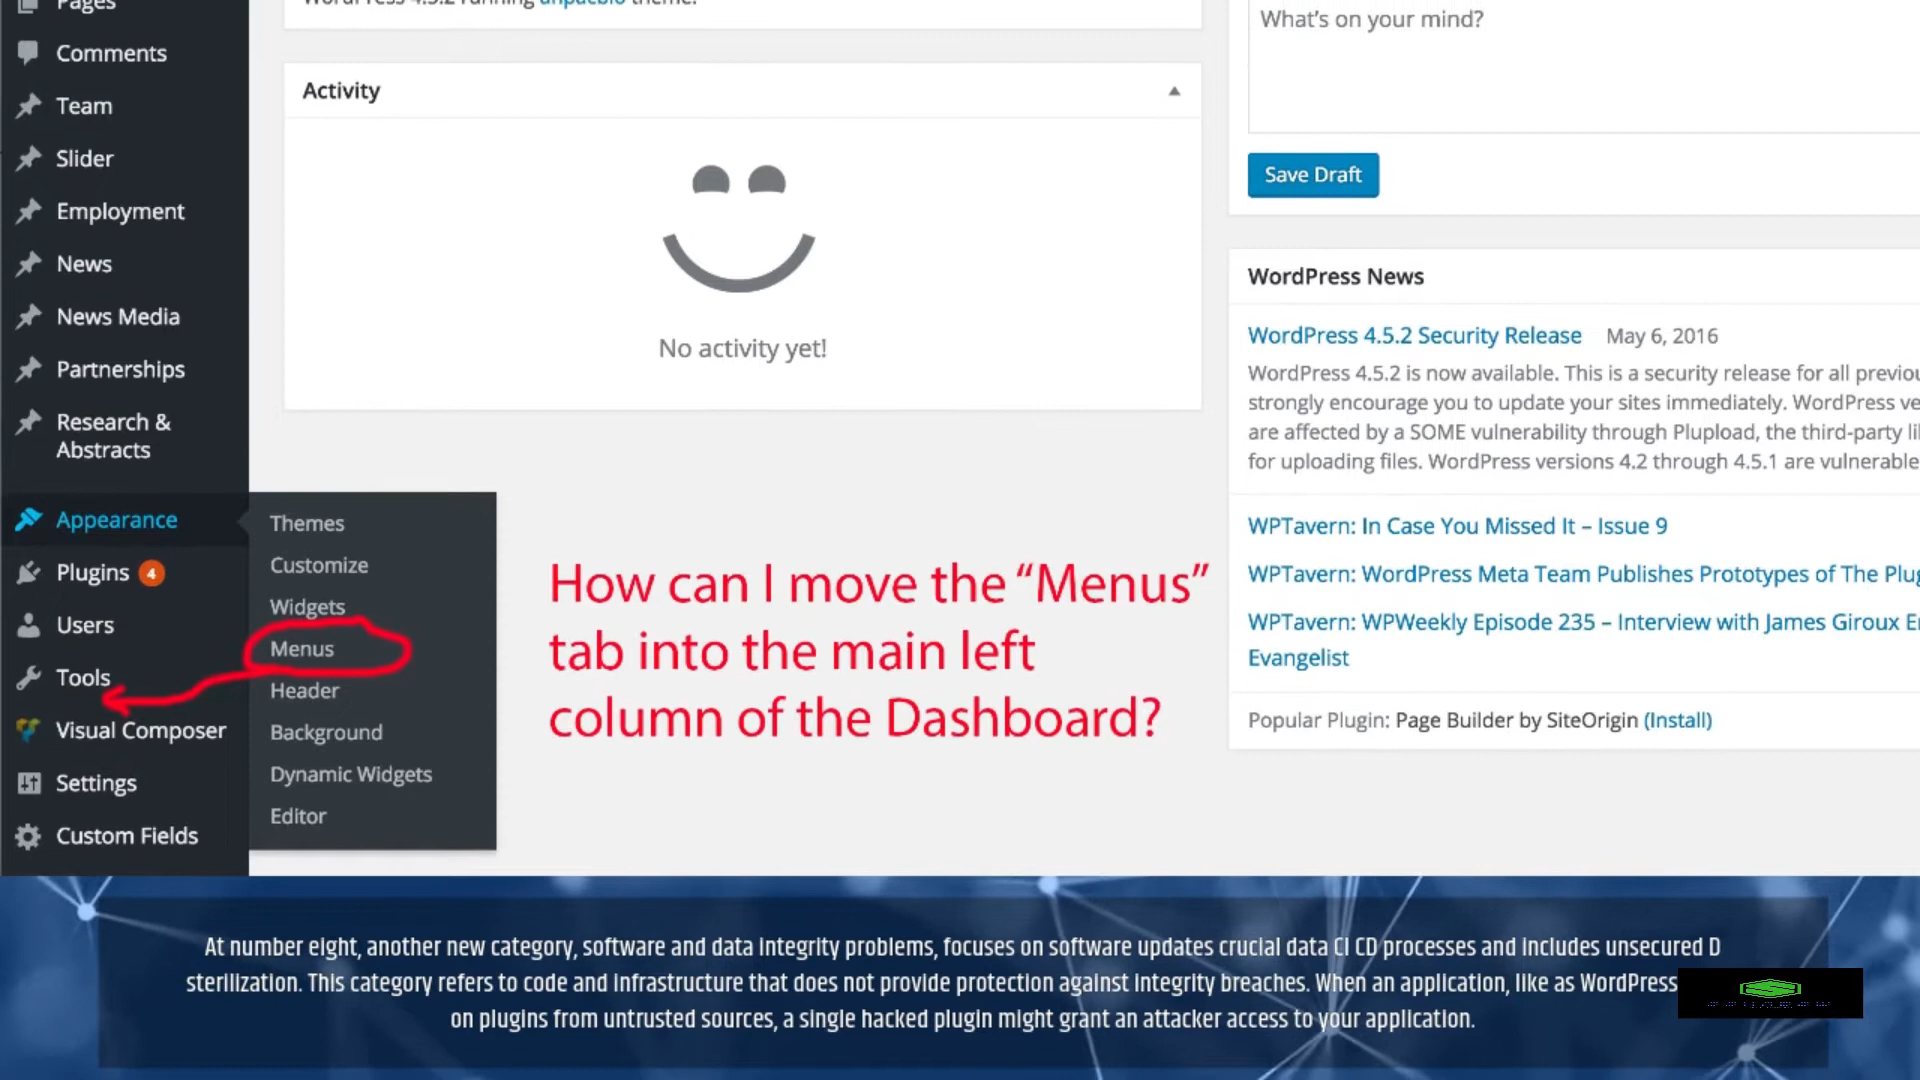 Pages
Comments
Team
Slider
Employment
News
News Media
Partnerships
Research &
Abstracts
Appearance
Plugins 4
Users
Tools
Visual Composer
Settings
Custom Fields
Themes
Customize
Widgets
Menus
Header
Background
Dynamic Widgets
Editor
WordPress 4.5.2 running unpacbio theme.
Activity
No activity yet!
How can I move the “Menus”
tab into the main left
column of the Dashboard?
What's on your mind?
Save Draft
WordPress News
WordPress 4.5.2 Security Release May 6, 2016
WordPress 4.5.2 is now available. This is a security release for all
strongly encourage you to update your sites immediately. WordPress
are affected by a SOME vulnerability through Plupload, the third-party
for uploading files. WordPress versions 4.2 through 4.5.1 are vulnerable
WPTavern: In Case You Missed It – Issue 9
WPTavern: WordPress Meta Team Publishes Prototypes of The
WPTavern: WPWeekly Episode 235 – Interview with James Giroux
Evangelist
Popular Plugin: Page Builder by SiteOrigin (Install)
At number eight, another new category, software and data integrity problems, focuses on software updates crucial data CI CD processes and includes unsecured D
sterilization. This category refers to code and infrastructure that does not provide protection against integrity breaches. When an application, like as WordPress
on plugins from untrusted sources, a single hacked plugin might grant an attacker access to your application.